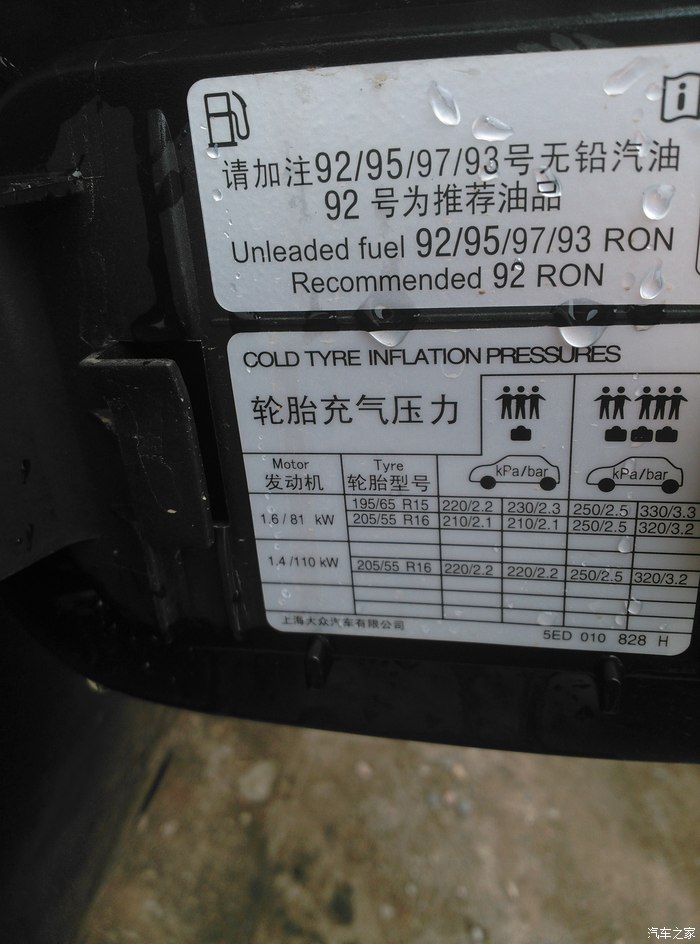 请加注92/95/97/93号无铅汽油
92 号为推荐油品
Unleaded fuel 92/95/97/93 RON
Recommended 92 RON
COLD TYRE INFLATION PRESSURES
轮胎充气压力
Motor Tyre
发动机 轮胎型号 kPa/bar kPa/bar
195/65 R15 220/2.2 230/2.3 250/2.5 330/3.3
1.6/81 kW 205/55 R16 210/2.1 210/2.1 250/2.5 320/3.2
1.4/110 kW 205/55 R16 220/2.2 220/2.2 250/2.5 320/3.2
上海大众汽车有限公司
5ED 010 828 H
汽车之家